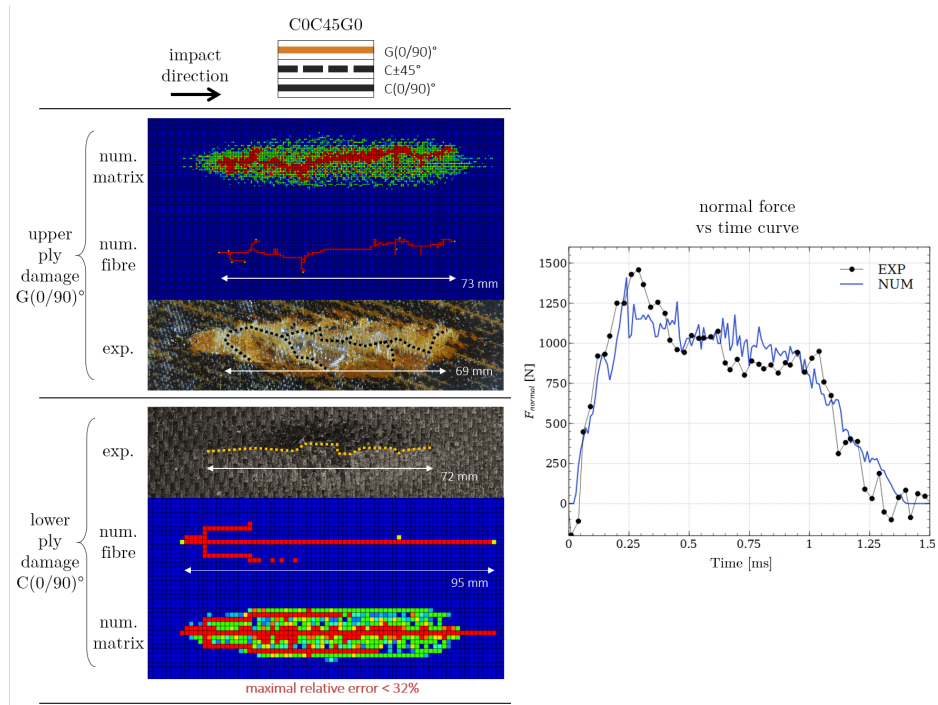 C0C45G0
impact
direction
G(0/90)°
C±45°
C(0/90)°
upper
ply
damage
G(0/90)°
num.
matrix
num.
fibre
73 mm
exp.
69 mm
lower
ply
damage
C(0/90)°
exp.
72 mm
num.
fibre
95 mm
num.
matrix
maximal relative error < 32%
normal force
vs time curve
EXP
NUM
1500
1250
1000
750
500
250
0
F_normal [N]
0 0.25 0.5 0.75 1 1.25 1.5
Time [ms]